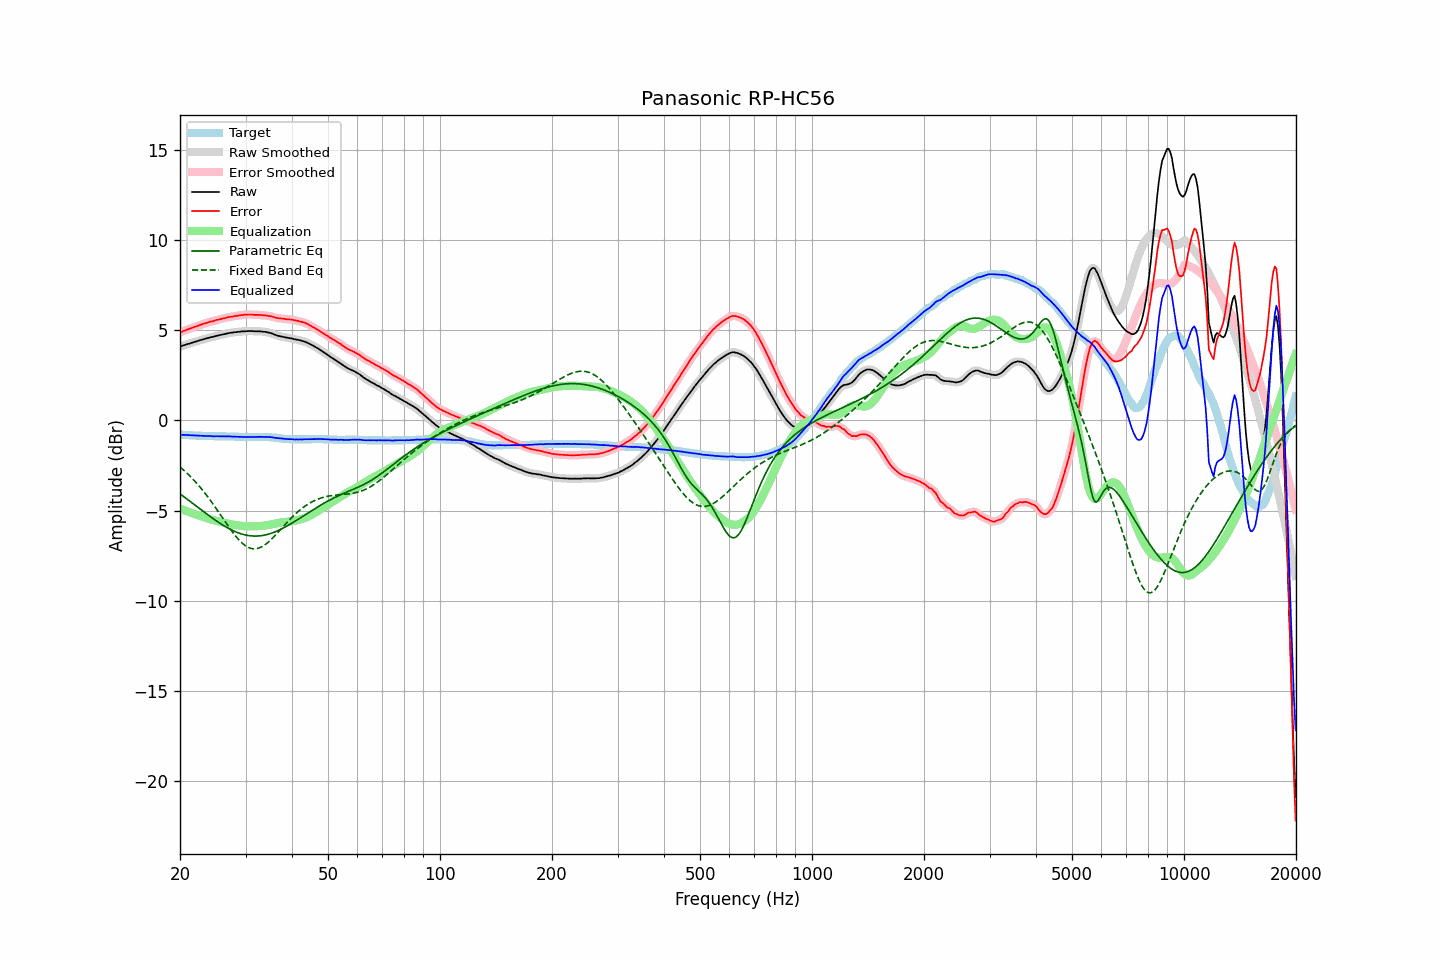 Panasonic RP-HC56
Target
Raw Smoothed
Error Smoothed
Raw
Error
Equalization
Parametric Eq
Fixed Band Eq
Equalized
15
10
5
0
−5
−10
−15
−20
Amplitude (dBr)
20 50 100 200 500 1000 2000 5000 10000 20000
Frequency (Hz)